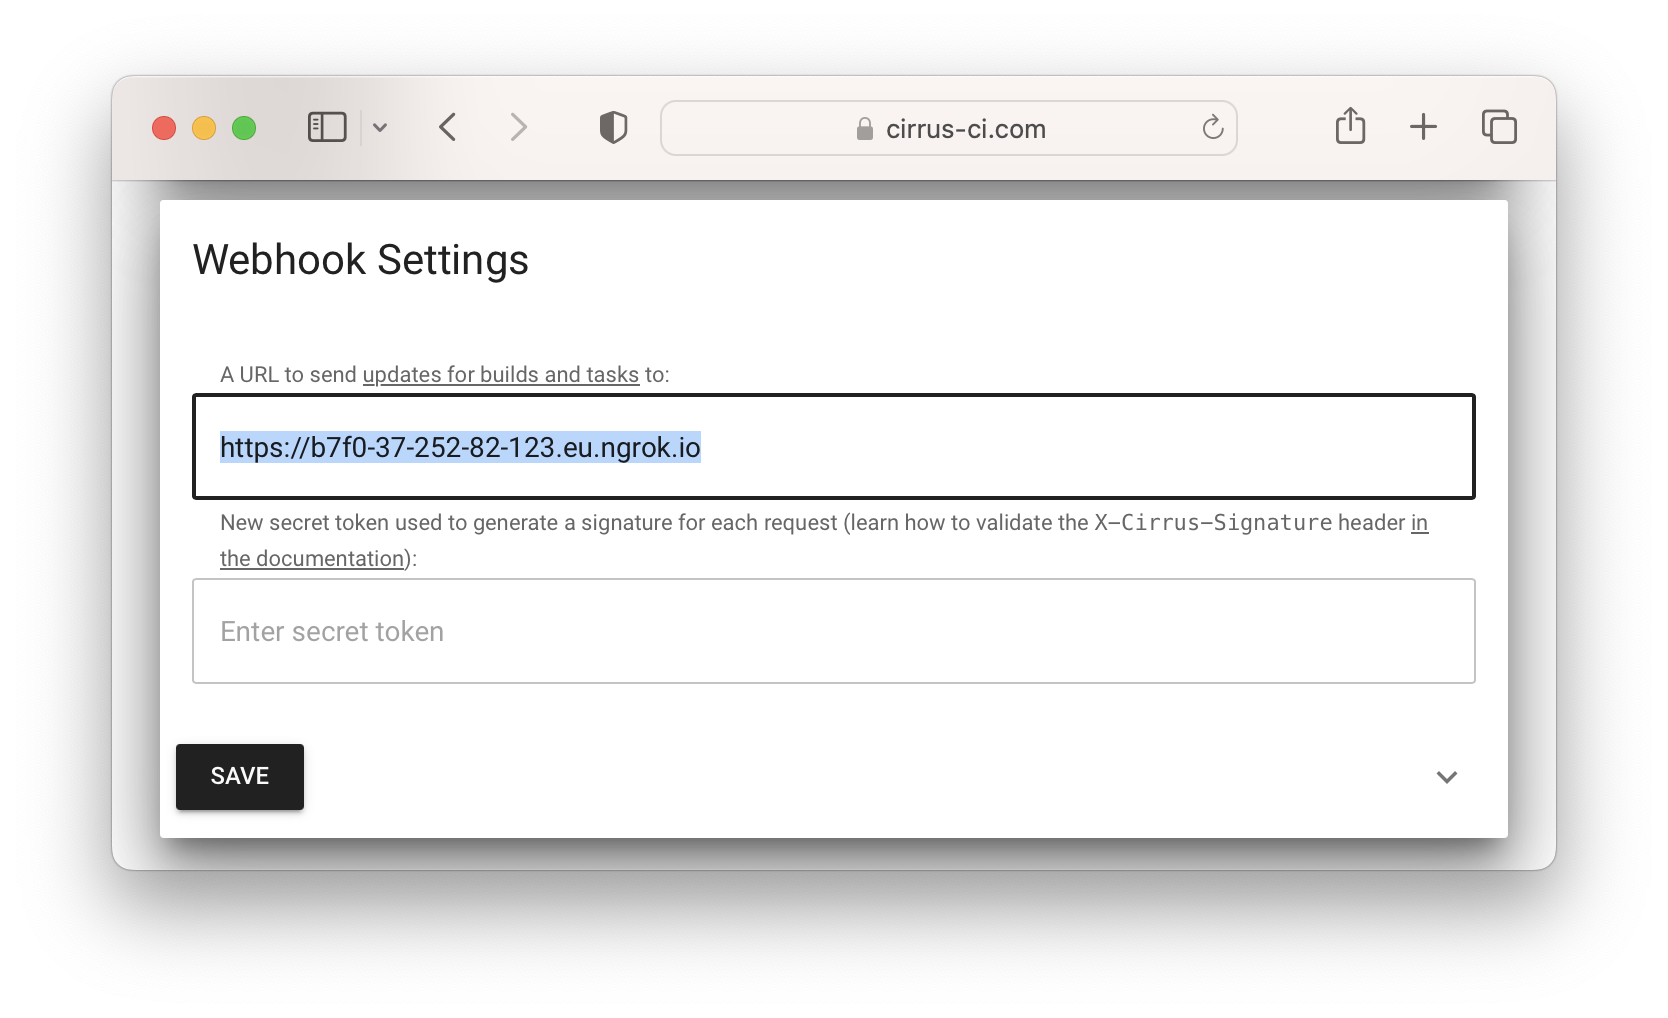 cirrus-ci.com
Webhook Settings
A URL to send updates for builds and tasks to:
https://b7f0-37-252-82-123.eu.ngrok.io
New secret token used to generate a signature for each request (learn how to validate the X-Cirrus-Signature header in
the documentation):
Enter secret token
SAVE